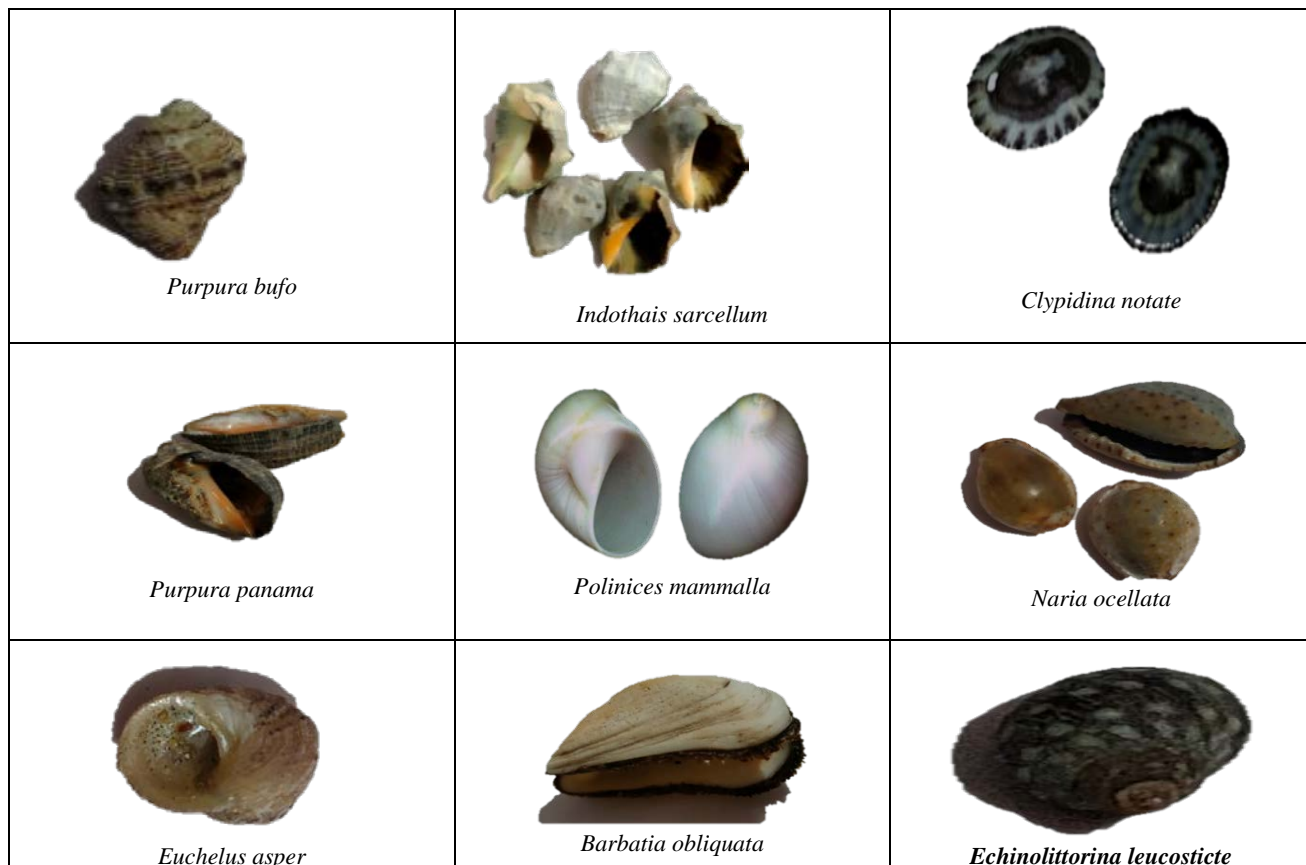 Purpura bufo
Indothais sarcellum
Clypidina notate
Purpura panama
Polinices mammalla
Naria ocellata
Euchelus asper
Barbatia obliquata
Echinolittorina leucosticte